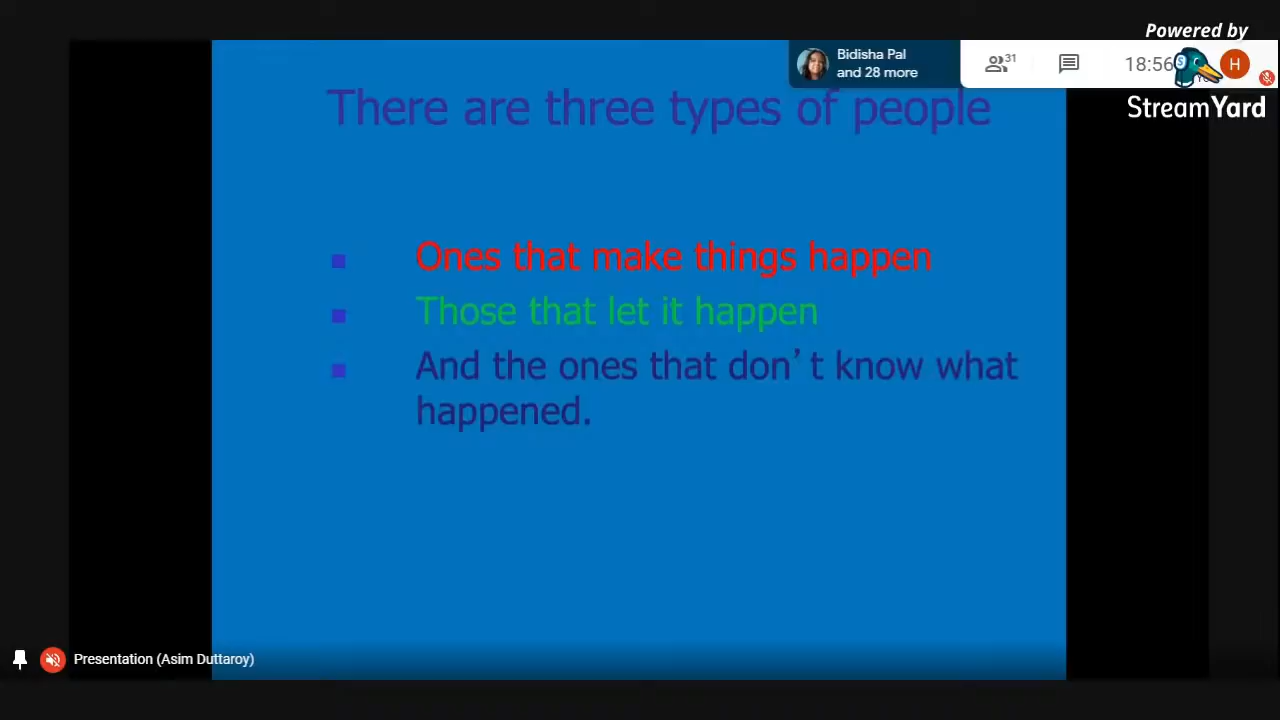 Powered by
Bidisha Pal
and 28 more
31
18:56
H
StreamYard
There are three types of people
Ones that make things happen
Those that let it happen
And the ones that don’t know what
happened.
Presentation (Asim Duttaroy)